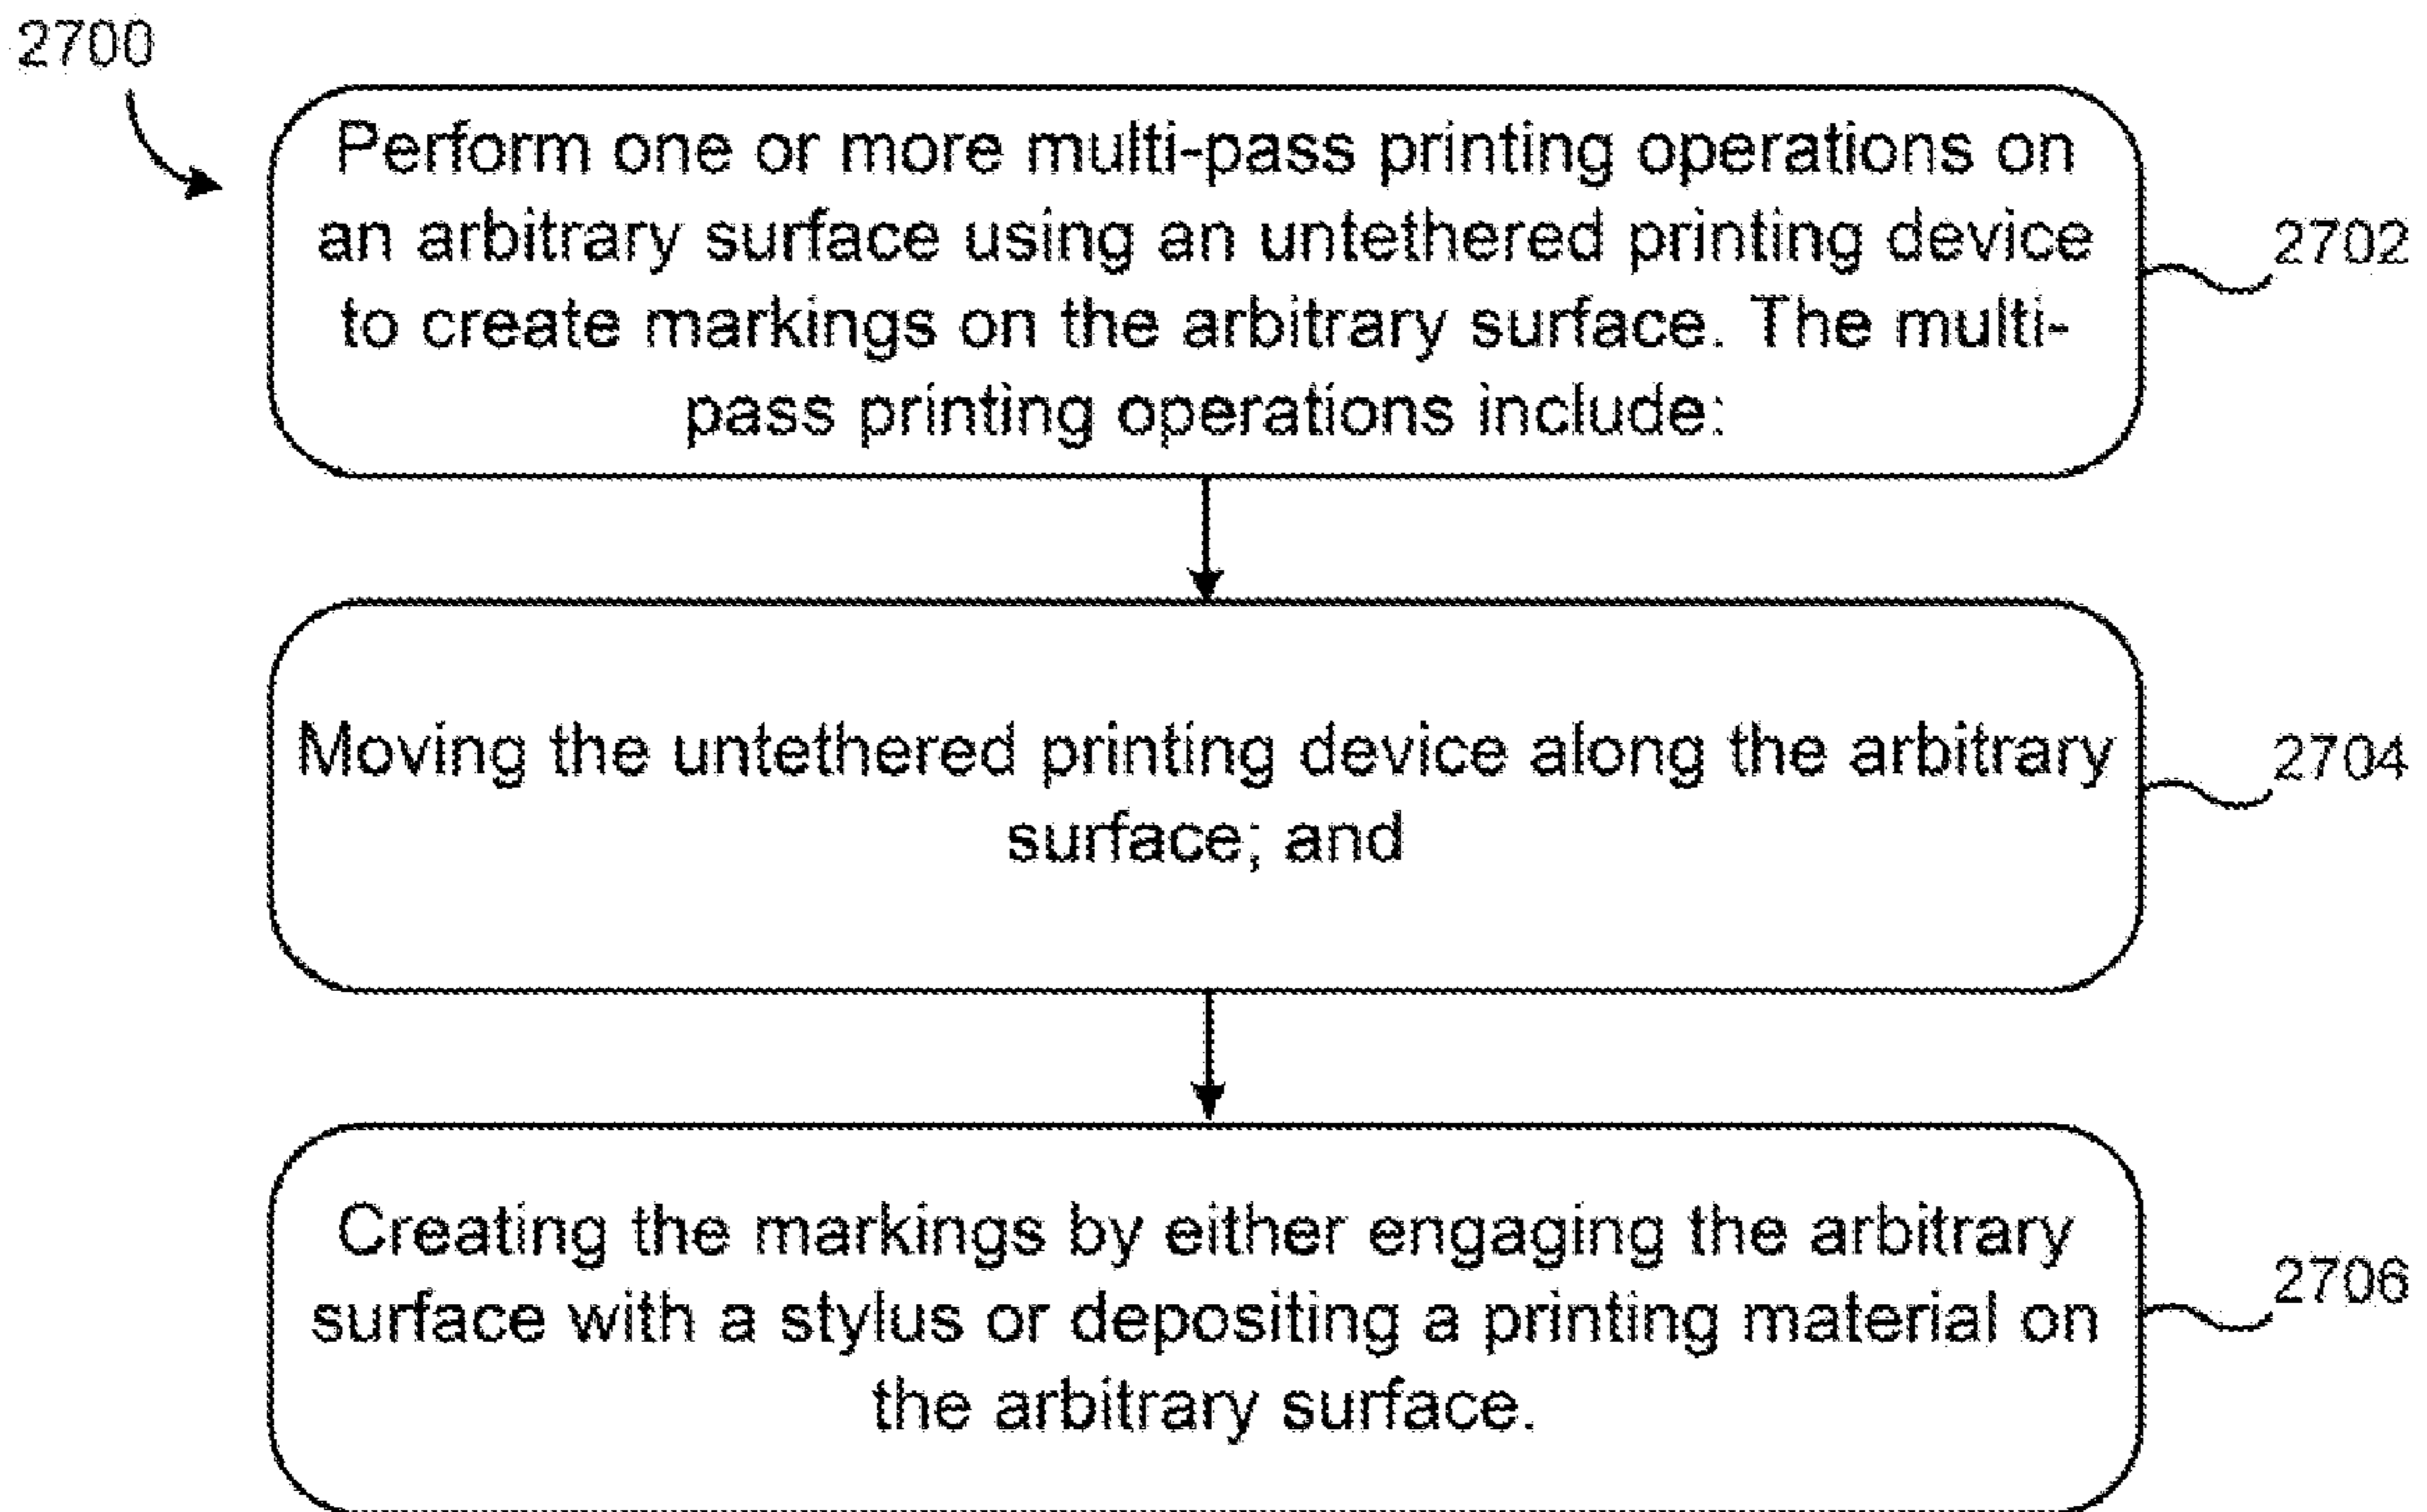 2700
Perform one or more multi-pass printing operations on
an arbitrary surface using an untethered printing device
to create markings on the arbitrary surface. The multi-
pass printing operations include:
2702
Moving the untethered printing device along the arbitrary
surface; and
2704
Creating the markings by either engaging the arbitrary
surface with a stylus or depositing a printing material on
the arbitrary surface.
2706